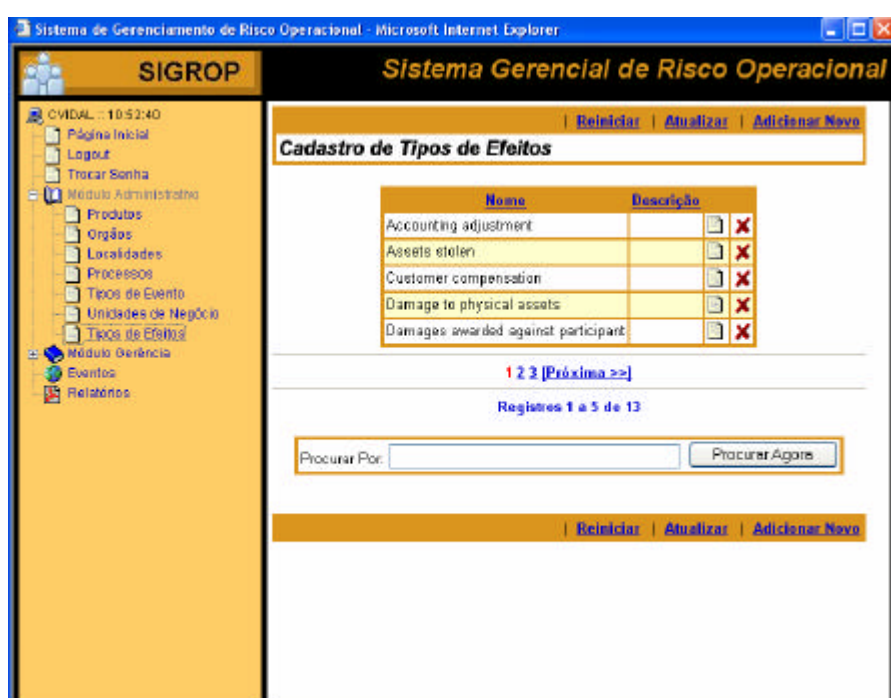 Sistema de Gerenciamento de Risco Operacional - Microsoft Internet Explorer
SIGROP
Sistema Gerencial de Risco Operacional
CVIDAL :: 10:52:40
Página Inicial
Logout
Trocar Senha
Módulo Administrativo
Produtos
Orgãos
Localidades
Processos
Tipos de Evento
Unidades de Negócio
Tipos de Efeitos
Módulo Gerência
Eventos
Relatórios
| Reiniciar | Atualizar | Adicionar Novo
Cadastro de Tipos de Efeitos
Nome Descrição
Accounting adjustment
Assets stolen
Customer compensation
Damage to physical assets
Damages awarded against participant
1 2 3 [Próxima >>]
Registros 1 a 5 de 13
Procurar Por: Procurar Agora
| Reiniciar | Atualizar | Adicionar Novo